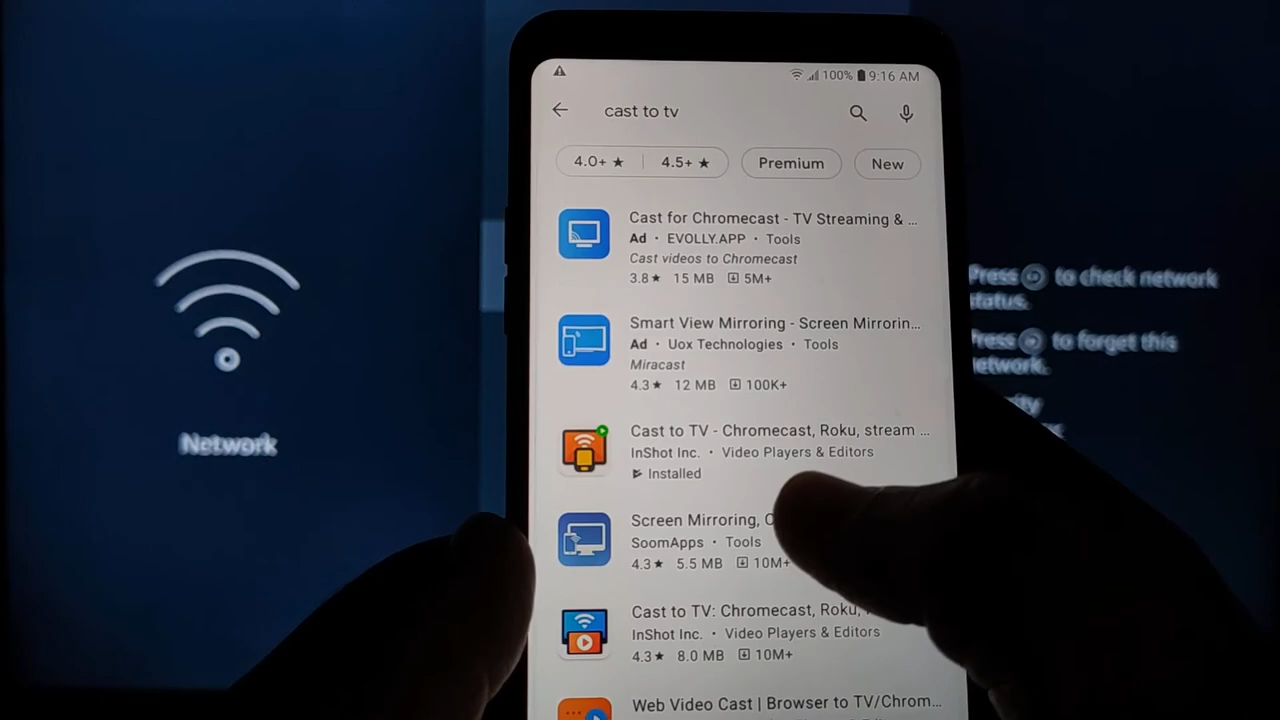 100% 9:16 AM
cast to tv
4.0+ ★ 4.5+ ★ Premium New
Cast for Chromecast - TV Streaming & ...
Ad · EVOLLY.APP · Tools
Cast videos to Chromecast
3.8★ 15 MB 5M+
Smart View Mirroring - Screen Mirrorin...
Ad · Uox Technologies · Tools
Miracast
4.3★ 12 MB 100K+
Cast to TV - Chromecast, Roku, stream ...
InShot Inc. · Video Players & Editors
Installed
Screen Mirroring,
SoomApps · Tools
4.3★ 5.5 MB 10M+
Cast to TV: Chromecast, Roku,
InShot Inc. · Video Players & Editors
4.3★ 8.0 MB 10M+
Web Video Cast | Browser to TV/Chrom...
Network
Press to check network
status.
Press to forget this
network.